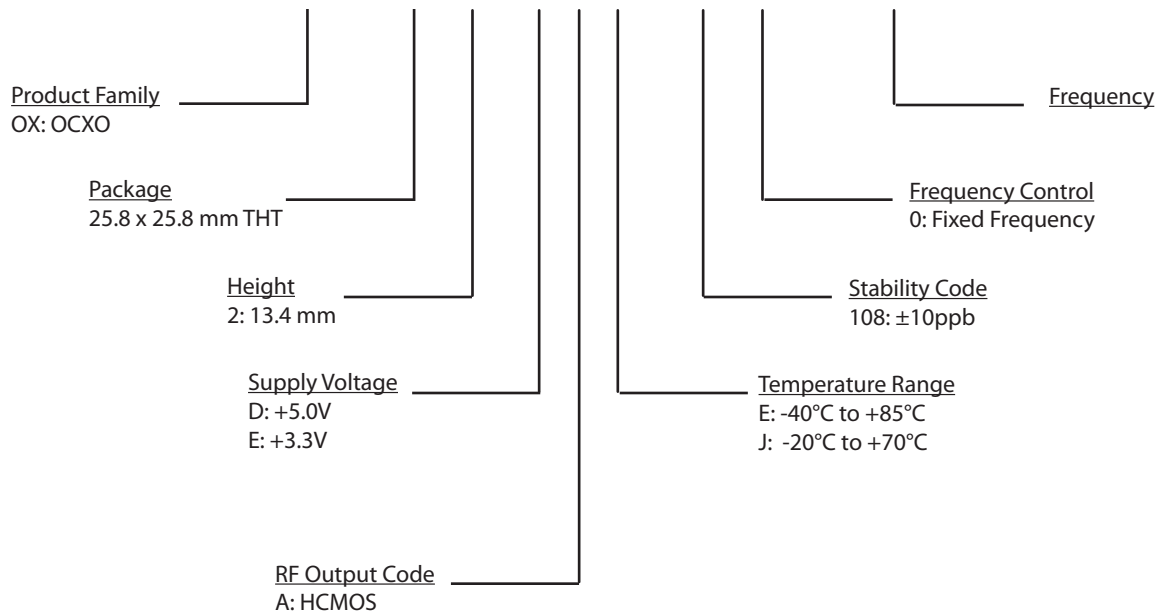 Product Family
OX: OCXO
Frequency
Package
25.8 x 25.8 mm THT
Frequency Control
0: Fixed Frequency
Height
2: 13.4 mm
Stability Code
108: ±10ppb
Supply Voltage
D: +5.0V
E: +3.3V
Temperature Range
E: -40°C to +85°C
J: -20°C to +70°C
RF Output Code
A: HCMOS